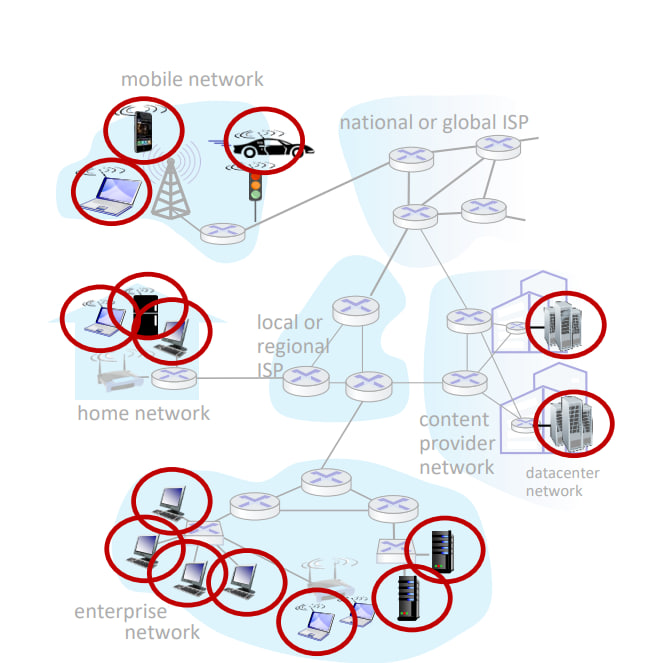 mobile network
national or global ISP
local or
regional
ISP
home network
content
provider
network
datacenter
network
enterprise
network